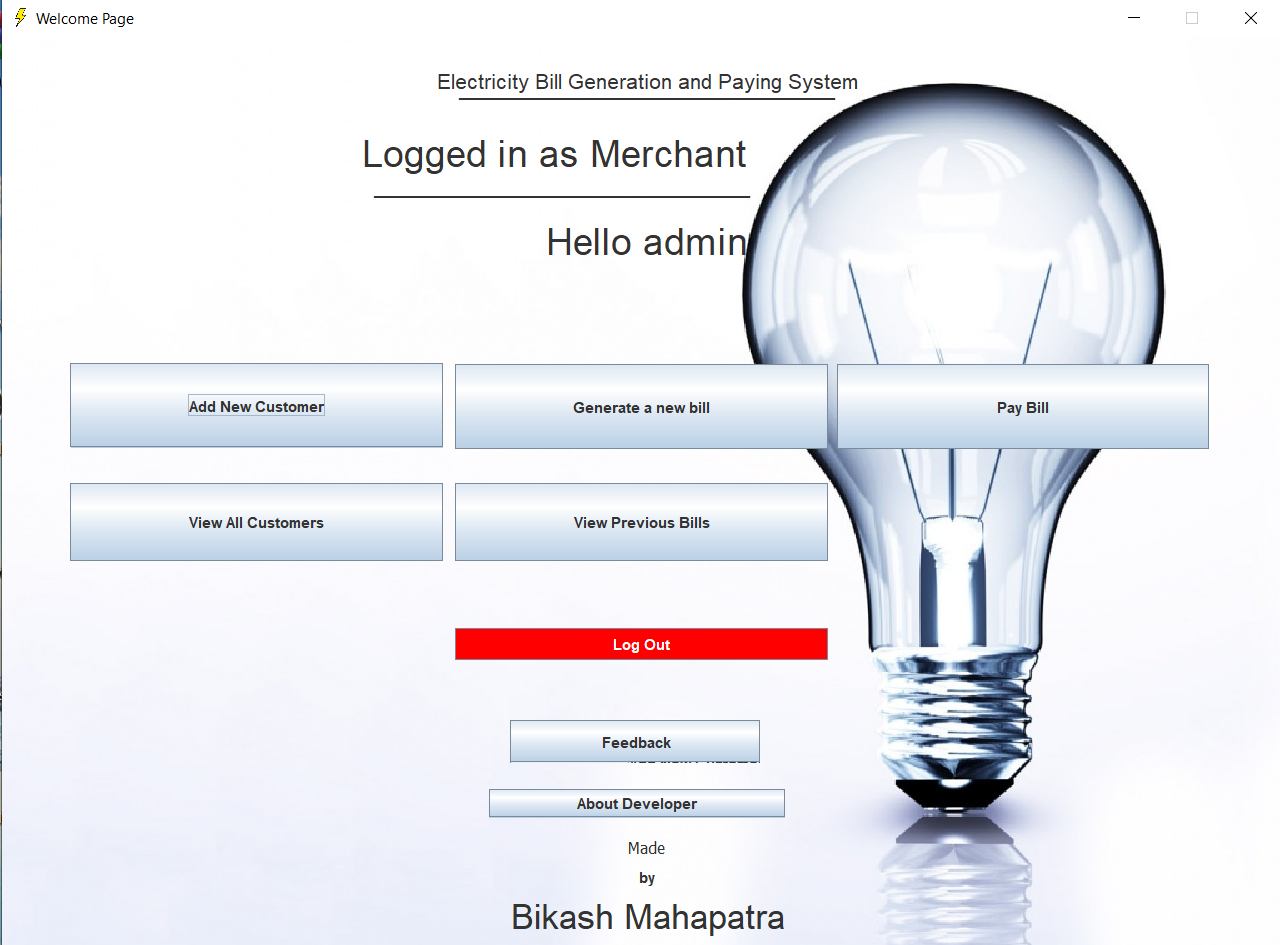 Welcome Page
Electricity Bill Generation and Paying System
Logged in as Merchant
Hello admin
Add New Customer
Generate a new bill
Pay Bill
View All Customers
View Previous Bills
Log Out
Feedback
About Developer
Made
by
Bikash Mahapatra